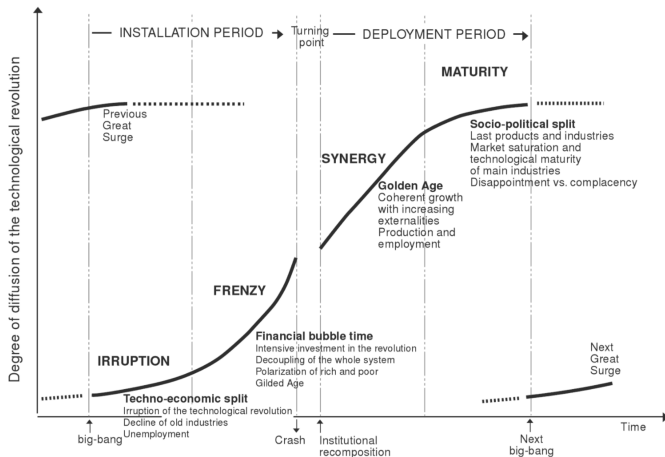 INSTALLATION PERIOD
Turning
point
DEPLOYMENT PERIOD
MATURITY
Previous
Great
Surge
Socio-political split
Last products and industries
Market saturation and
technological maturity
of main industries
Disappointment vs. complacency
SYNERGY
Golden Age
Coherent growth
with increasing
externalities
Production and
employment
FRENZY
Financial bubble time
Intensive investment in the revolution
Decoupling of the whole system
Polarization of rich and poor
Gilded Age
IRRUPTION
Techno-economic split
Irruption of the technological revolution
Decline of old industries
Unemployment
Next
Great
Surge
Degree of diffusion of the technological revolution
Time
big-bang
Crash
Institutional
recomposition
Next
big-bang